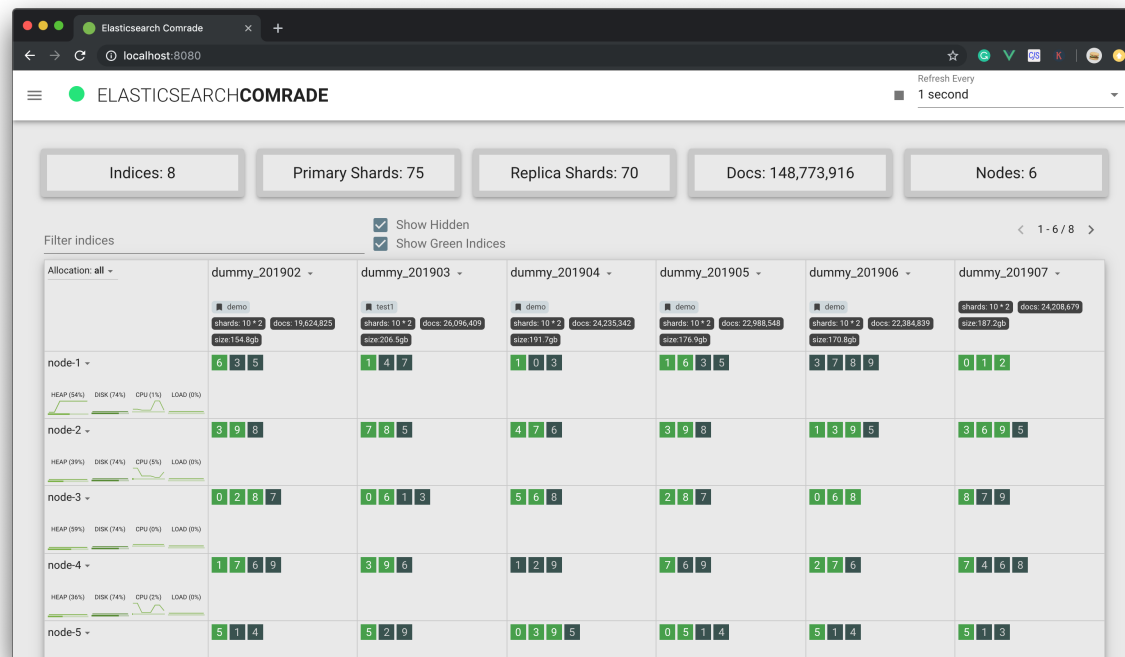 Elasticsearch Comrade
localhost:8080
ELASTICSEARCHCOMRADE
Refresh Every
1 second
Indices: 8
Primary Shards: 75
Replica Shards: 70
Docs: 148,773,916
Nodes: 6
Filter indices
Show Hidden
Show Green Indices
1-6 / 8
Allocation: all
dummy_201902
demo
shards: 10 * 2 docs: 19,624,825
size:154.8gb
dummy_201903
test1
shards: 10 * 2 docs: 26,096,409
size:206.5gb
dummy_201904
demo
shards: 10 * 2 docs: 24,235,342
size:191.7gb
dummy_201905
demo
shards: 10 * 2 docs: 22,988,548
size:176.9gb
dummy_201906
demo
shards: 10 * 2 docs: 22,384,839
size:170.8gb
dummy_201907
shards: 10 * 2 docs: 24,208,679
size:187.2gb
node-1
HEAP (54%) DISK (74%) CPU (1%) LOAD (0%)
6 3 5
1 4 7
1 0 3
1 6 3 5
3 7 8 9
0 1 2
node-2
HEAP (39%) DISK (74%) CPU (5%) LOAD (0%)
3 9 8
7 8 5
4 7 6
3 9 8
1 3 9 5
3 6 9 5
node-3
HEAP (59%) DISK (74%) CPU (0%) LOAD (0%)
0 2 8 7
0 6 1 3
5 6 8
2 8 7
0 6 8
8 7 9
node-4
HEAP (36%) DISK (74%) CPU (2%) LOAD (0%)
1 7 6 9
3 9 6
1 2 9
7 6 9
2 7 6
7 4 6 8
node-5
5 1 4
5 2 9
0 3 9 5
0 5 1 4
5 1 4
5 1 3